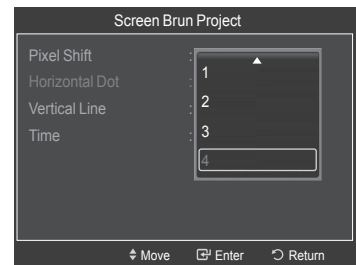 Screen Brun Project
Pixel Shift :
Horizontal Dot :
Vertical Line :
Time :
1
2
3
4
Move Enter Return